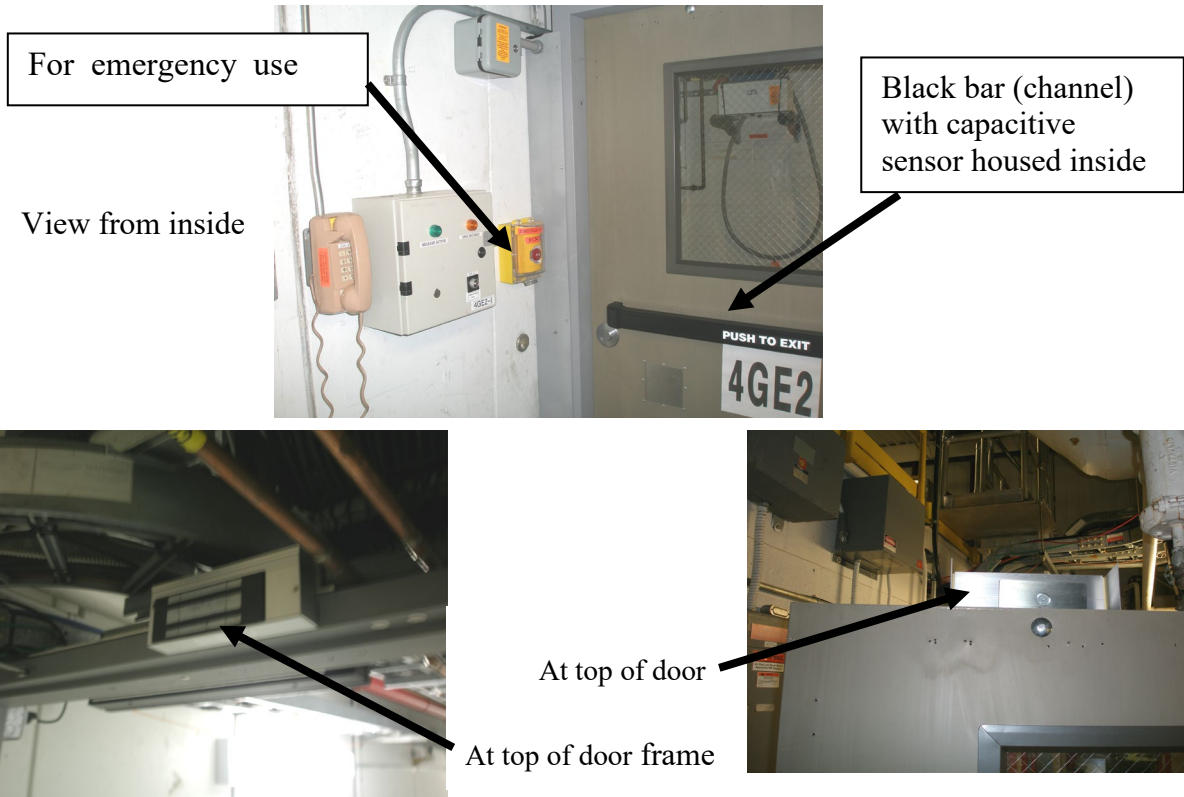 For emergency use
Black bar (channel)
with capacitive
sensor housed inside
View from inside
4GE2-1
PUSH TO EXIT
4GE2
At top of door
At top of door frame